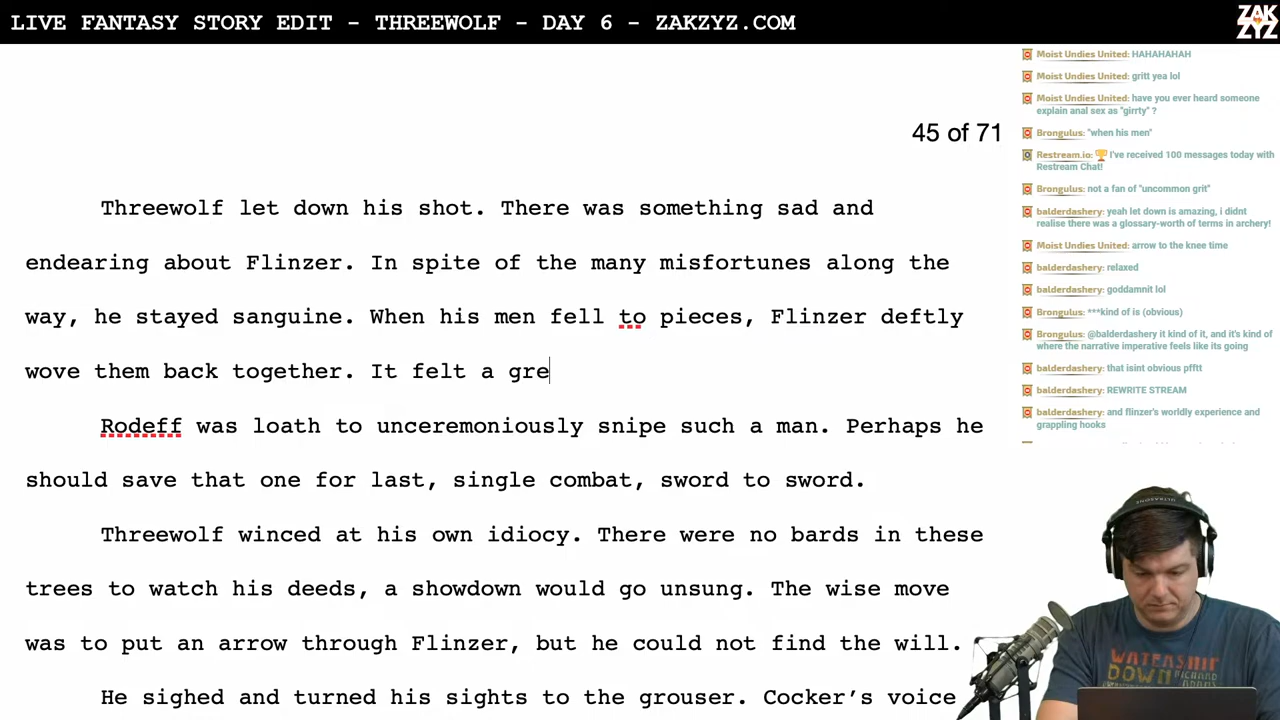 LIVE FANTASY STORY EDIT - THREEWOLF - DAY 6 - ZAKZYZ.COM
ZAK
ZYZ
45 of 71
Threewolf let down his shot. There was something sad and
endearing about Flinzer. In spite of the many misfortunes along the
way, he stayed sanguine. When his men fell to pieces, Flinzer deftly
wove them back together. It felt a gre
Rodeff was loath to unceremoniously snipe such a man. Perhaps he
should save that one for last, single combat, sword to sword.
Threewolf winced at his own idiocy. There were no bards in these
trees to watch his deeds, a showdown would go unsung. The wise move
was to put an arrow through Flinzer, but he could not find the will.
He sighed and turned his sights to the grouser. Cocker’s voice
Moist Undies United: HAHAHAHAH
Moist Undies United: gritt yea lol
Moist Undies United: have you ever heard someone
explain anal sex as "girrty" ?
Brongulus: "when his men"
Restream.io: 🏆 I've received 100 messages today with
Restream Chat!
Brongulus: not a fan of "uncommon grit"
balderdashery: yeah let down is amazing, i didnt
realise there was a glossary-worth of terms in archery!
Moist Undies United: arrow to the knee time
balderdashery: relaxed
balderdashery: goddamnit lol
Brongulus: ***kind of is (obvious)
Brongulus: @balderdashery it kind of it, and it's kind of
where the narrative imperative feels like its going
balderdashery: that isint obvious pfftt
balderdashery: REWRITE STREAM
balderdashery: and flinzer's worldly experience and
grappling hooks
ULTRASONE
WATERSHIP
DOWN RICHARD
ADAMS